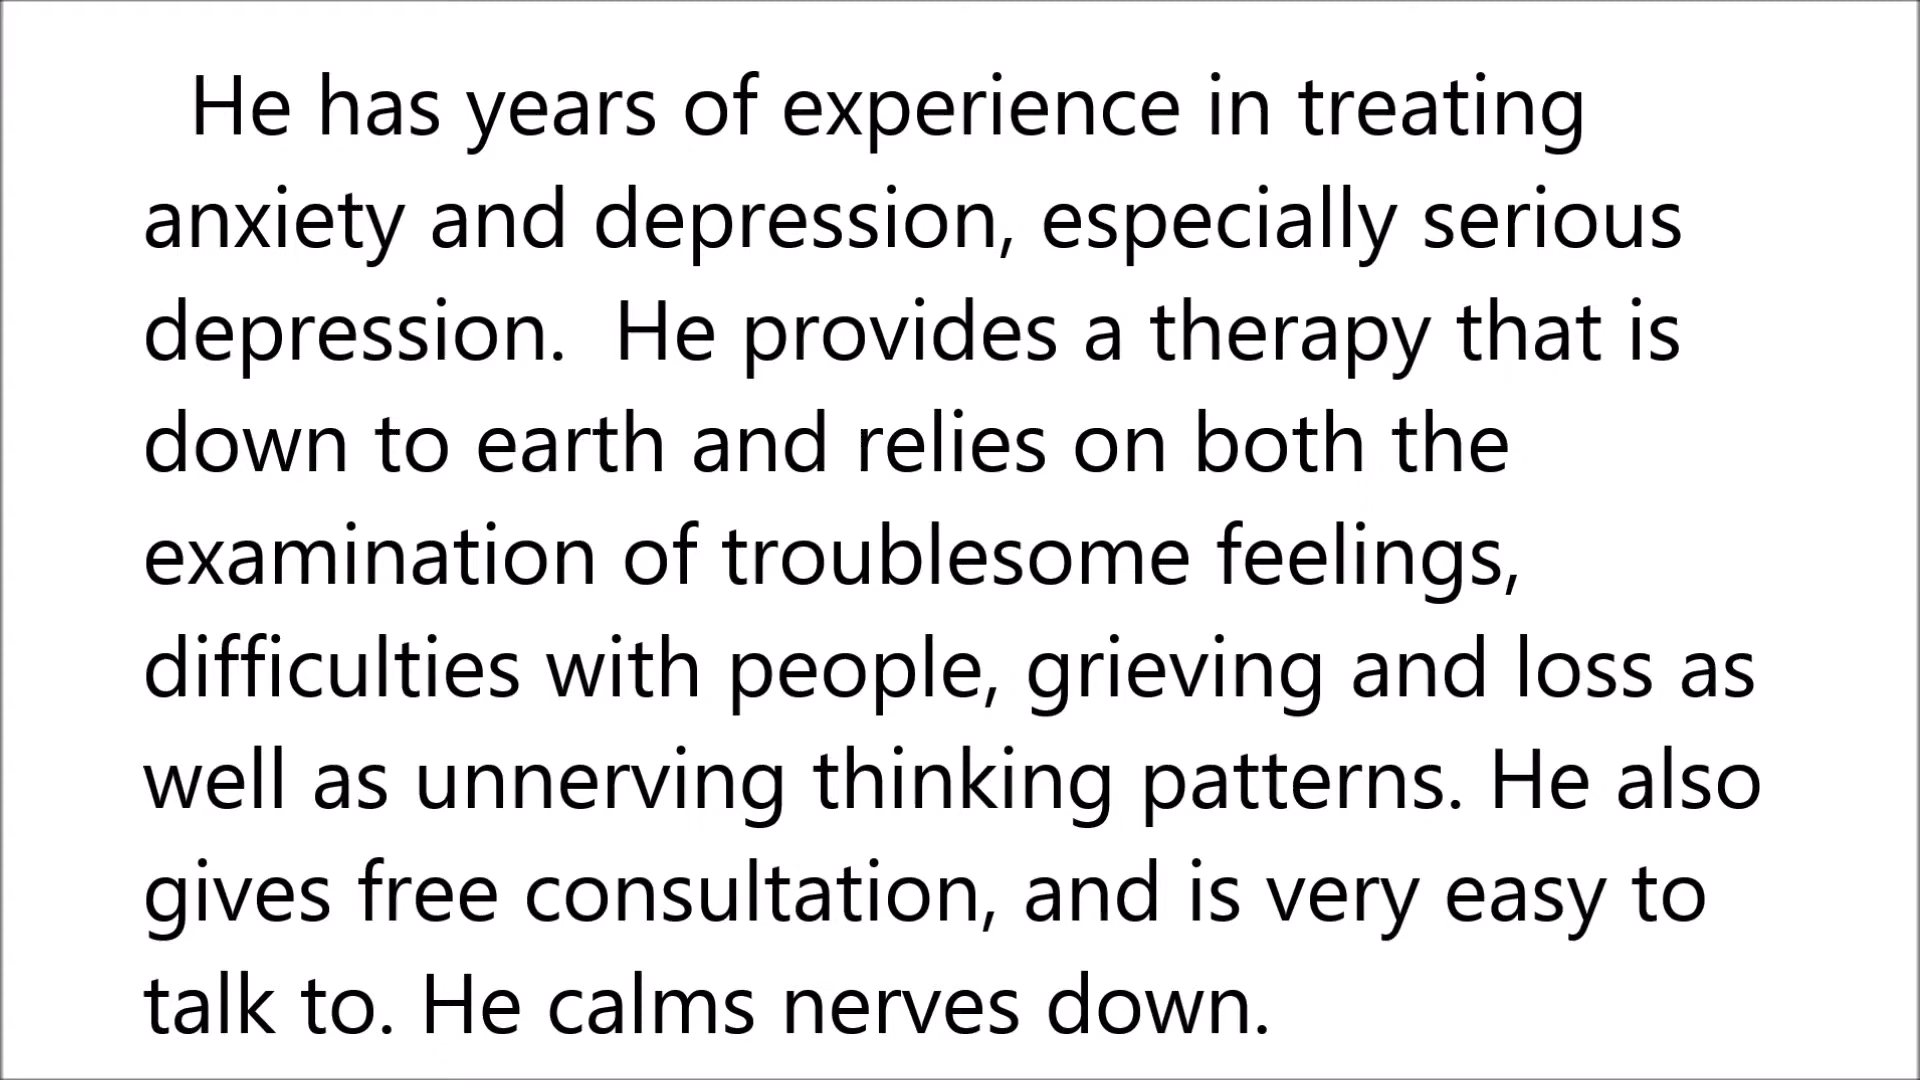 He has years of experience in treating
anxiety and depression, especially serious
depression.  He provides a therapy that is
down to earth and relies on both the
examination of troublesome feelings,
difficulties with people, grieving and loss as
well as unnerving thinking patterns. He also
gives free consultation, and is very easy to
talk to. He calms nerves down.